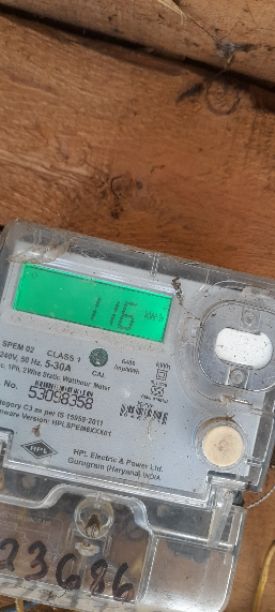 1116
kWh
SPEM 02 CLASS 1
240V, 50 Hz, 5-30A
CAL
1Ph, 2Wire Static Watthour Meter
No. 53098358
Category C3 as per IS 15959:2011
HPL
HPL Electric & Power Ltd.
Gurugram (Haryana) INDIA
23686